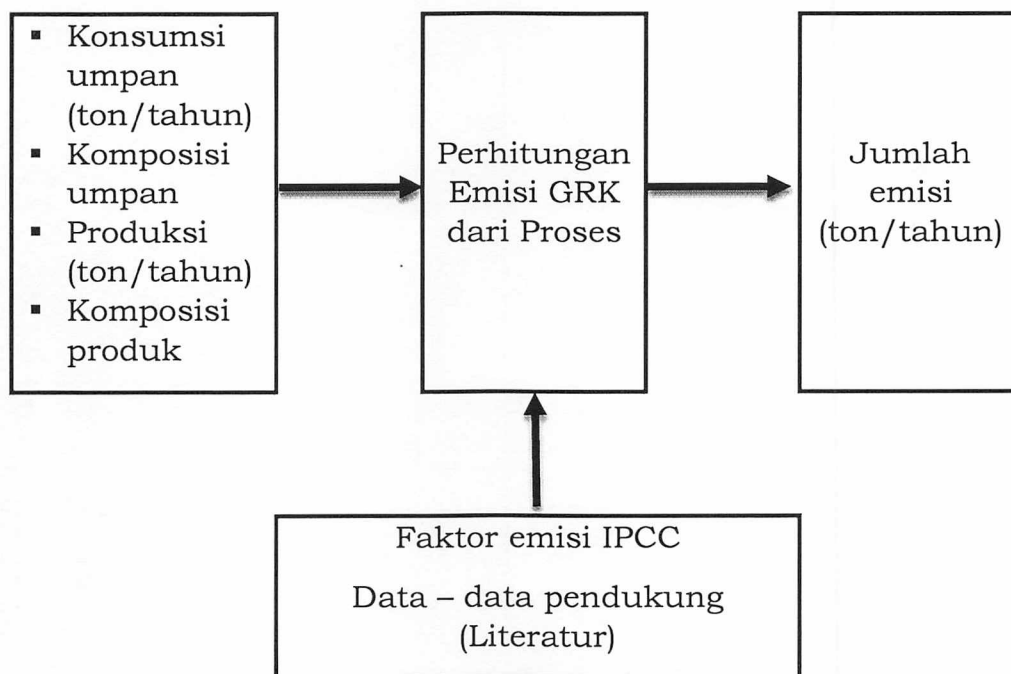 ▪ Konsumsi
umpan
(ton/tahun)
▪ Komposisi
umpan
▪ Produksi
(ton/tahun)
▪ Komposisi
produk
Perhitungan
Emisi GRK
dari Proses
Jumlah
emisi
(ton/tahun)
Faktor emisi IPCC
Data – data pendukung
(Literatur)